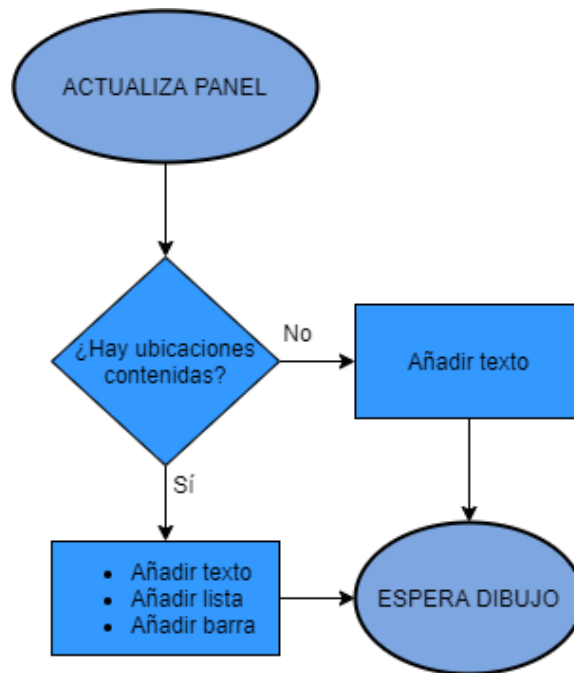 ACTUALIZA PANEL
¿Hay ubicaciones
contenidas?
No
Añadir texto
Sí
• Añadir texto
• Añadir lista
• Añadir barra
ESPERA DIBUJO